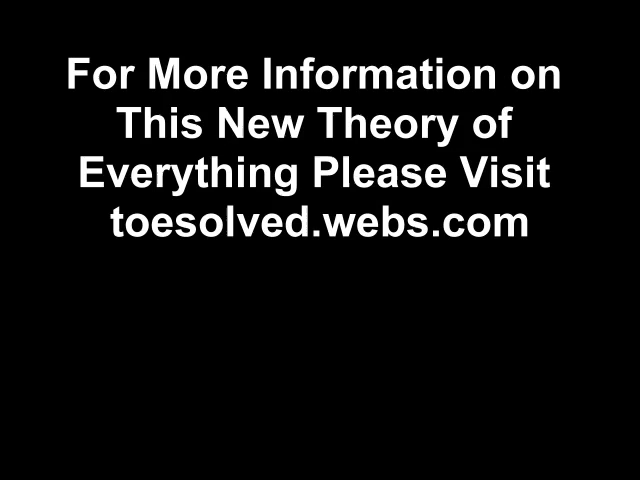 For More Information on
This New Theory of
Everything Please Visit
toesolved.webs.com